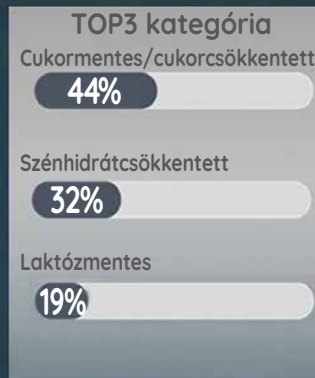 TOP3 kategória
Cukormentes/cukorcsökkentett
44%
Szénhidrátcsökkentett
32%
Laktózmentes
19%